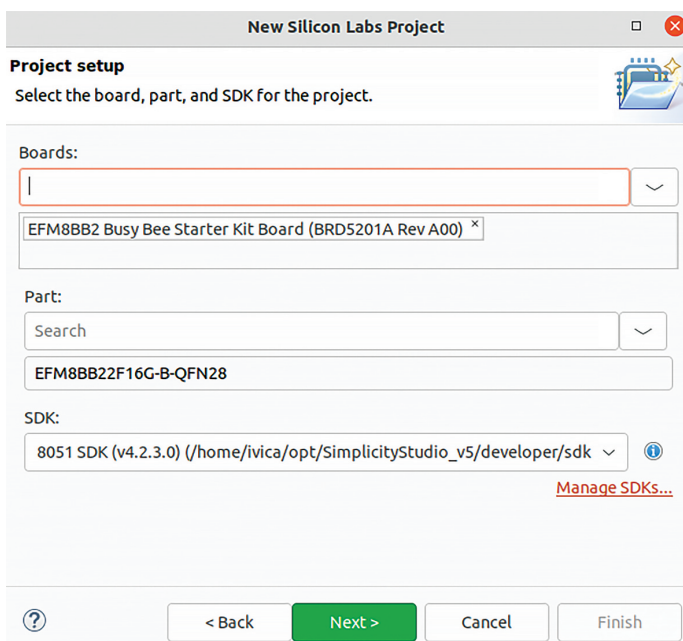 New Silicon Labs Project
Project setup
Select the board, part, and SDK for the project.
Boards:
EFM8BB2 Busy Bee Starter Kit Board (BRD5201A Rev A00) ×
Part:
Search
EFM8BB22F16G-B-QFN28
SDK:
8051 SDK (v4.2.3.0) (/home/ivica/opt/SimplicityStudio_v5/developer/sdk
Manage SDKs...
?
< Back
Next >
Cancel
Finish